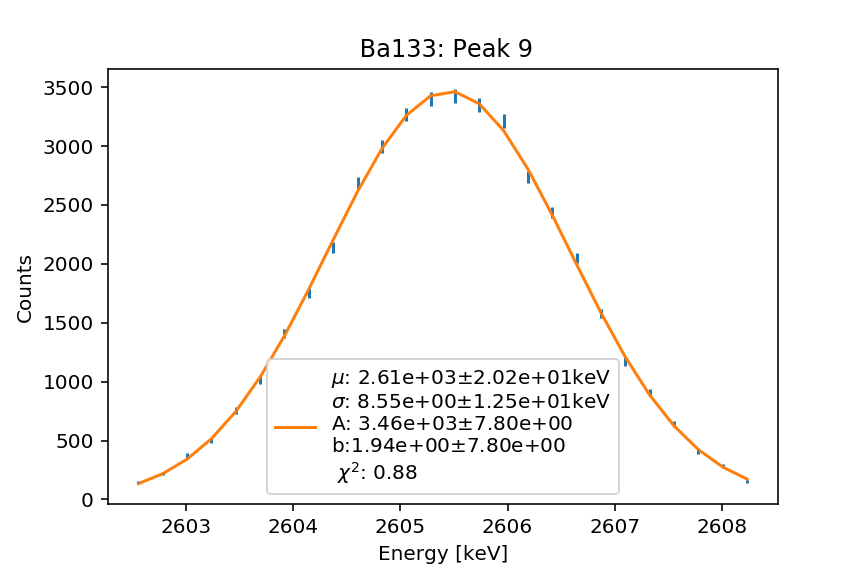 Ba133: Peak 9
3500
3000
2500
2000
1500
1000
500
0
Counts
μ: 2.61e+03±2.02e+01keV
σ: 8.55e+00±1.25e+01keV
A: 3.46e+03±7.80e+00
b:1.94e+00±7.80e+00
χ²: 0.88
2603 2604 2605 2606 2607 2608
Energy [keV]